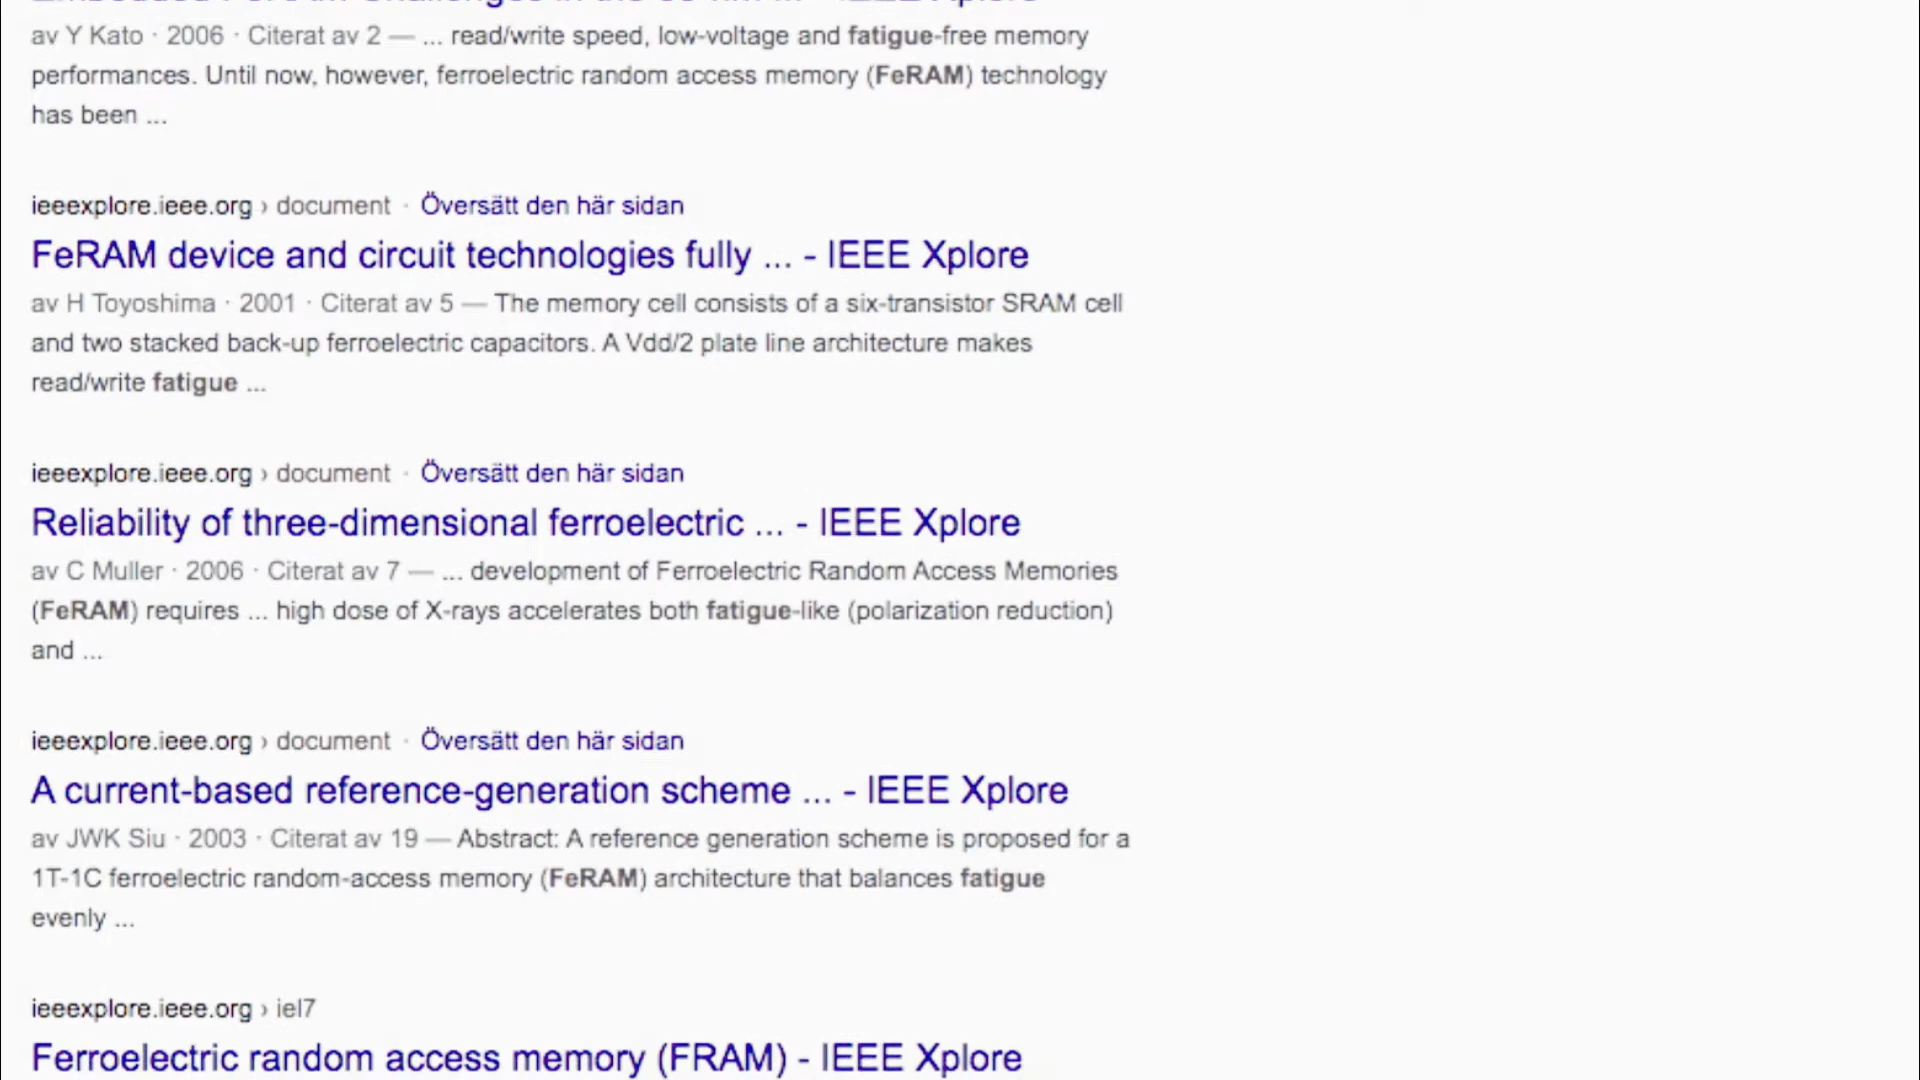 av Y Kato · 2006 · Citerat av 2 — ... read/write speed, low-voltage and fatigue-free memory
performances. Until now, however, ferroelectric random access memory (FeRAM) technology
has been ...
ieeexplore.ieee.org › document · Översätt den här sidan
FeRAM device and circuit technologies fully ... - IEEE Xplore
av H Toyoshima · 2001 · Citerat av 5 — The memory cell consists of a six-transistor SRAM cell
and two stacked back-up ferroelectric capacitors. A Vdd/2 plate line architecture makes
read/write fatigue ...
ieeexplore.ieee.org › document · Översätt den här sidan
Reliability of three-dimensional ferroelectric ... - IEEE Xplore
av C Muller · 2006 · Citerat av 7 — ... development of Ferroelectric Random Access Memories
(FeRAM) requires ... high dose of X-rays accelerates both fatigue-like (polarization reduction)
and ...
ieeexplore.ieee.org › document · Översätt den här sidan
A current-based reference-generation scheme ... - IEEE Xplore
av JWK Siu · 2003 · Citerat av 19 — Abstract: A reference generation scheme is proposed for a
1T-1C ferroelectric random-access memory (FeRAM) architecture that balances fatigue
evenly ...
ieeexplore.ieee.org › iel7
Ferroelectric random access memory (FRAM) - IEEE Xplore